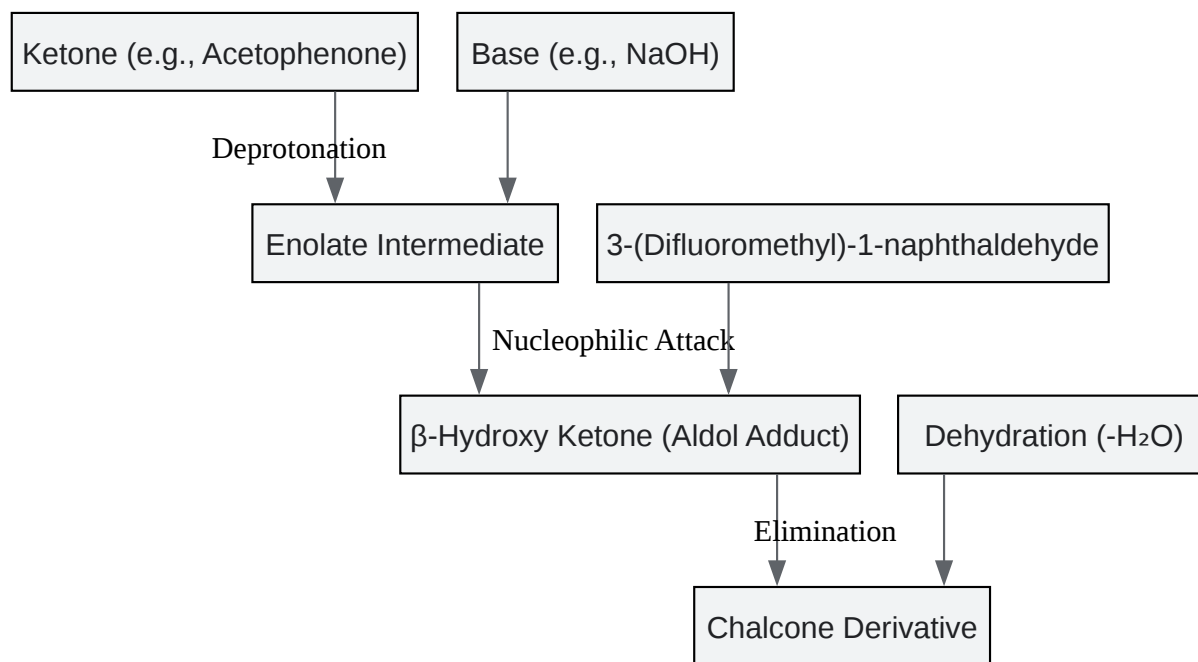 Ketone (e.g., Acetophenone)
Base (e.g., NaOH)
Deprotonation
Enolate Intermediate
3-(Difluoromethyl)-1-naphthaldehyde
Nucleophilic Attack
β-Hydroxy Ketone (Aldol Adduct)
Dehydration (-H₂O)
Elimination
Chalcone Derivative